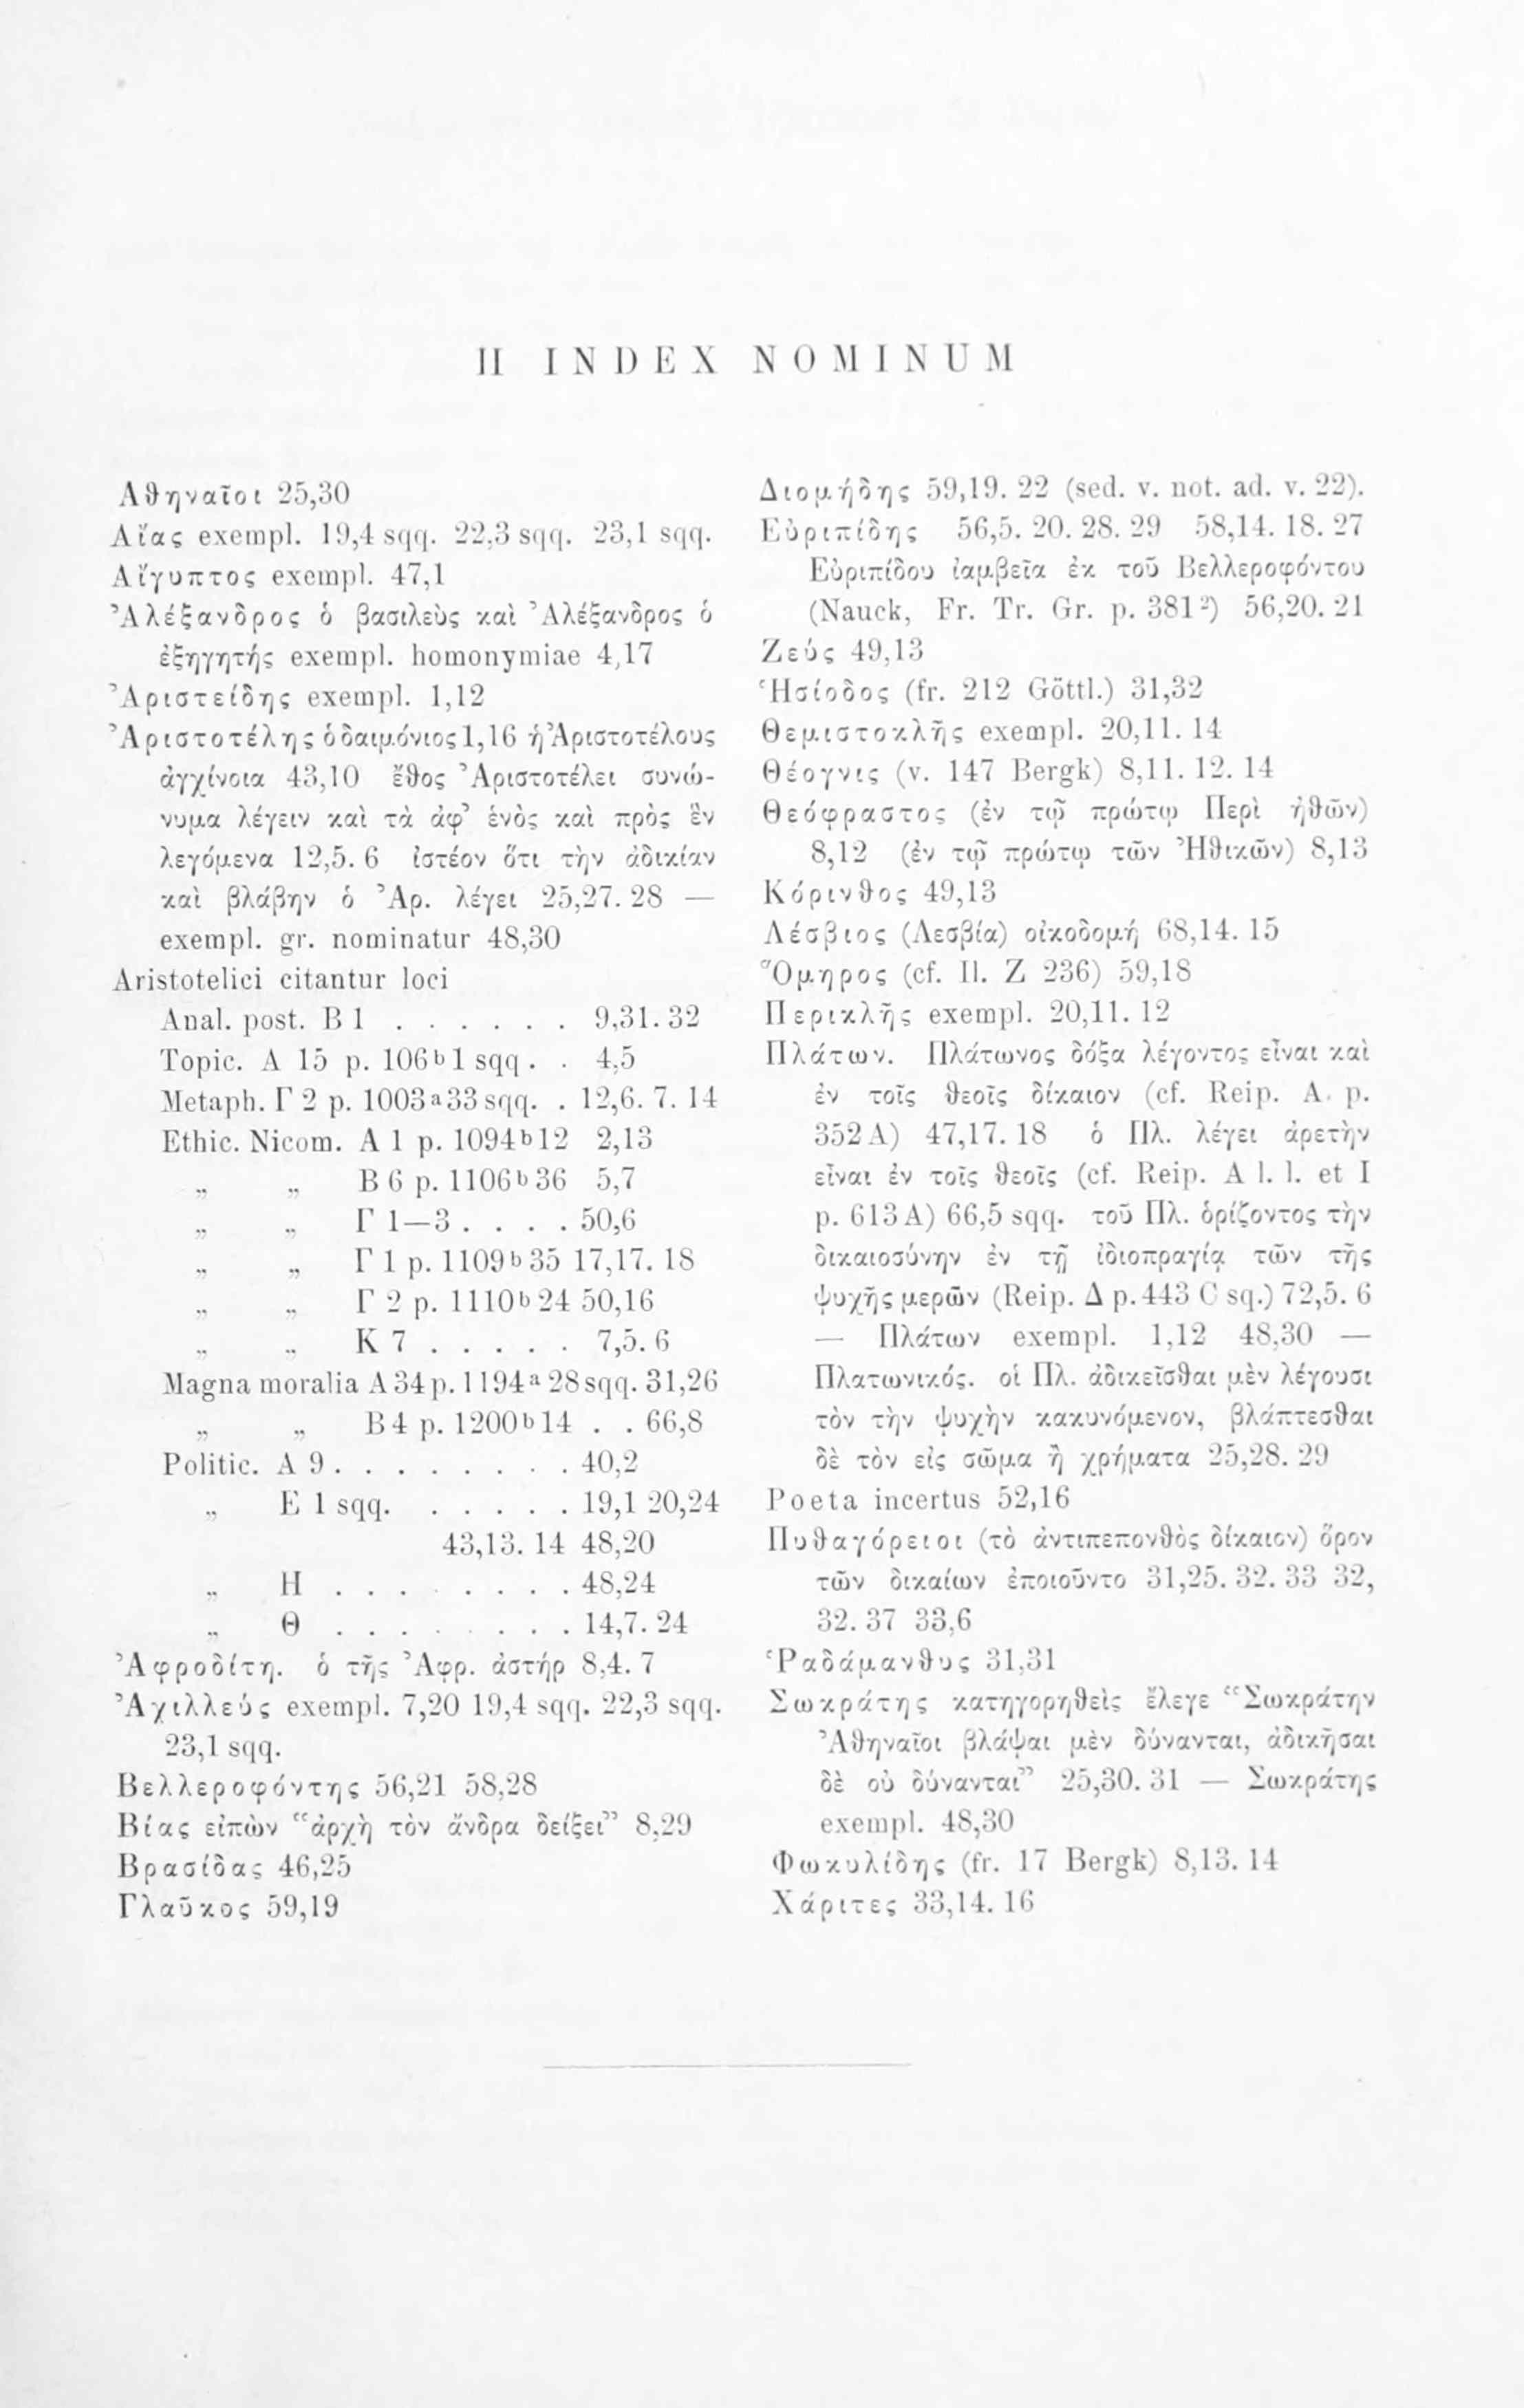 II INDEX NOMINUM
Αθηναῖοι 25,30
Αἴας exempl. 19,4 sqq. 22,3 sqq. 23,1 sqq.
Αἴγυπτος exempl. 47,1
Ἀλέξανδρος ὁ βασιλεὺς καὶ Ἀλέξανδρος ὁ
ἐξηγητής exempl. homonymiae 4,17
Ἀριστείδης exempl. 1,12
Ἀριστοτέλης ὁ δαιμόνιος 1,16 ἡ Ἀριστοτέλους
ἀγχίνοια 43,10 ἔθος Ἀριστοτέλει συνώ-
νυμα λέγειν καὶ τὰ ἀφ’ ἑνὸς καὶ πρὸς ἓν
λεγόμενα 12,5. 6 ἰστέον ὅτι τὴν ἀδικίαν
καὶ βλάβην ὁ Ἀρ. λέγει 25,27. 28 —
exempl. gr. nominatur 48,30
Aristotelici citantur loci
Anal. post. B 1 . . . . . . 9,31. 32
Topic. A 15 p. 106b1 sqq. . 4,5
Metaph. Γ 2 p. 1003a33 sqq. . 12,6. 7. 14
Ethic. Nicom. A 1 p. 1094b12 2,13
„ „ B 6 p. 1106b36 5,7
„ „ Γ 1—3 . . . . 50,6
„ „ Γ 1 p. 1109b35 17,17. 18
„ „ Γ 2 p. 1110b24 50,16
„ „ K 7 . . . . . 7,5. 6
Magna moralia A 34 p. 1194a28 sqq. 31,26
„ „ B 4 p. 1200b14 . . 66,8
Politic. A 9 . . . . . . . . 40,2
„ E 1 sqq. . . . . . 19,1 20,24
43,13. 14 48,20
„ H . . . . . . . . 48,24
„ Θ . . . . . . . . 14,7. 24
Ἀφροδίτη. ὁ τῆς Ἀφρ. ἀστήρ 8,4. 7
Ἀχιλλεύς exempl. 7,20 19,4 sqq. 22,3 sqq.
23,1 sqq.
Βελλεροφόντης 56,21 58,28
Βίας εἰπὼν “ἀρχὴ τὸν ἄνδρα δείξει” 8,29
Βρασίδας 46,25
Γλαῦκος 59,19
Διομήδης 59,19. 22 (sed. v. not. ad. v. 22).
Εὐριπίδης 56,5. 20. 28. 29 58,14. 18. 27
Εὐριπίδου ἰαμβεῖα ἐκ τοῦ Βελλεροφόντου
(Nauck, Fr. Tr. Gr. p. 381²) 56,20. 21
Ζεύς 49,13
Ἡσίοδος (fr. 212 Göttl.) 31,32
Θεμιστοκλῆς exempl. 20,11. 14
Θέογνις (v. 147 Bergk) 8,11. 12. 14
Θεόφραστος (ἐν τῷ πρώτῳ Περὶ ἠθῶν)
8,12 (ἐν τῷ πρώτῳ τῶν Ἠθικῶν) 8,13
Κόρινθος 49,13
Λέσβιος (Λεσβία) οἰκοδομή 68,14. 15
Ὅμηρος (cf. Il. Z 236) 59,18
Περικλῆς exempl. 20,11. 12
Πλάτων. Πλάτωνος δόξα λέγοντος εἶναι καὶ
ἐν τοῖς θεοῖς δίκαιον (cf. Reip. A. p.
352 A) 47,17. 18 ὁ Πλ. λέγει ἀρετὴν
εἶναι ἐν τοῖς θεοῖς (cf. Reip. A l. l. et I
p. 613 A) 66,5 sqq. τοῦ Πλ. ὁρίζοντος τὴν
δικαιοσύνην ἐν τῇ ἰδιοπραγίᾳ τῶν τῆς
ψυχῆς μερῶν (Reip. Δ p. 443 C sq.) 72,5. 6
— Πλάτων exempl. 1,12 48,30 —
Πλατωνικός. οἱ Πλ. ἀδικεῖσθαι μὲν λέγουσι
τὸν τὴν ψυχὴν κακυνόμενον, βλάπτεσθαι
δὲ τὸν εἰς σῶμα ἢ χρήματα 25,28. 29
Poeta incertus 52,16
Πυθαγόρειοι (τὸ ἀντιπεπονθὸς δίκαιον) ὅρον
τῶν δικαίων ἐποιοῦντο 31,25. 32. 33 32,
32. 37 33,6
Ῥαδάμανθυς 31,31
Σωκράτης κατηγορηθεὶς ἔλεγε “Σωκράτην
Ἀθηναῖοι βλάψαι μὲν δύνανται, ἀδικῆσαι
δὲ οὐ δύνανται” 25,30. 31 — Σωκράτης
exempl. 48,30
Φωκυλίδης (fr. 17 Bergk) 8,13. 14
Χάριτες 33,14. 16